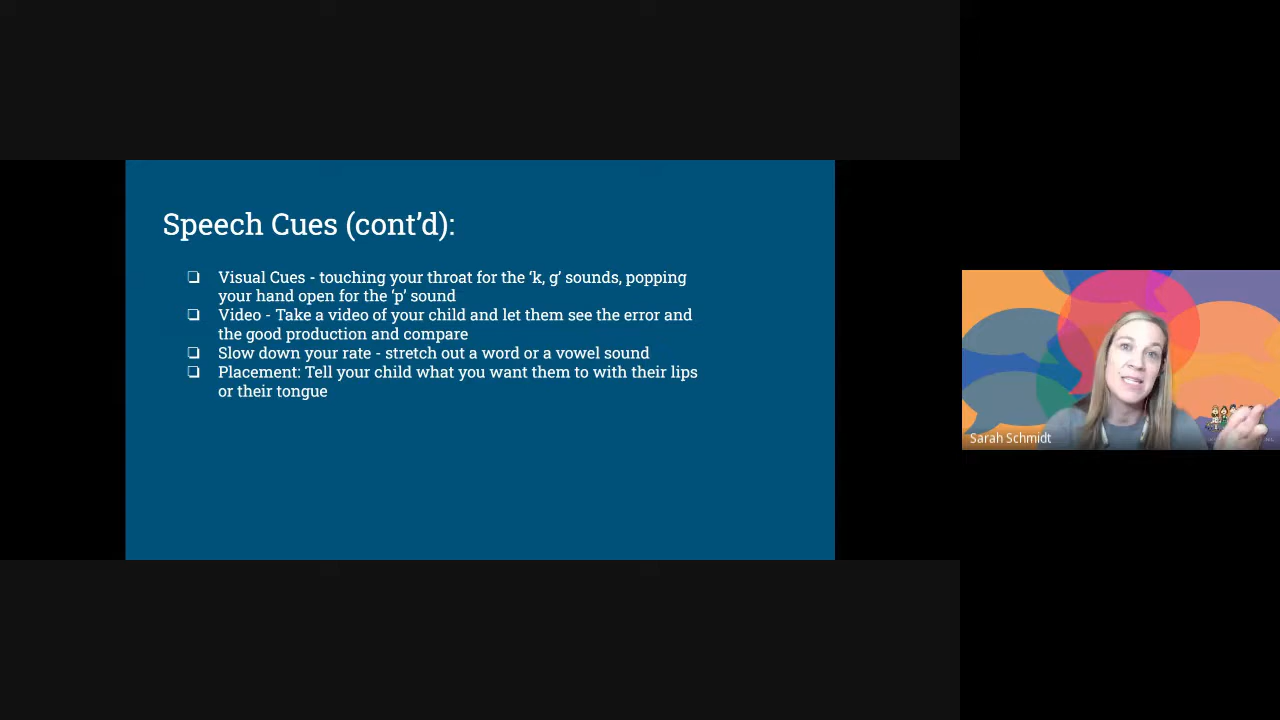 Speech Cues (cont’d):
❏ Visual Cues - touching your throat for the ‘k, g’ sounds, popping
your hand open for the ‘p’ sound
❏ Video - Take a video of your child and let them see the error and
the good production and compare
❏ Slow down your rate - stretch out a word or a vowel sound
❏ Placement: Tell your child what you want them to with their lips
or their tongue
Sarah Schmidt